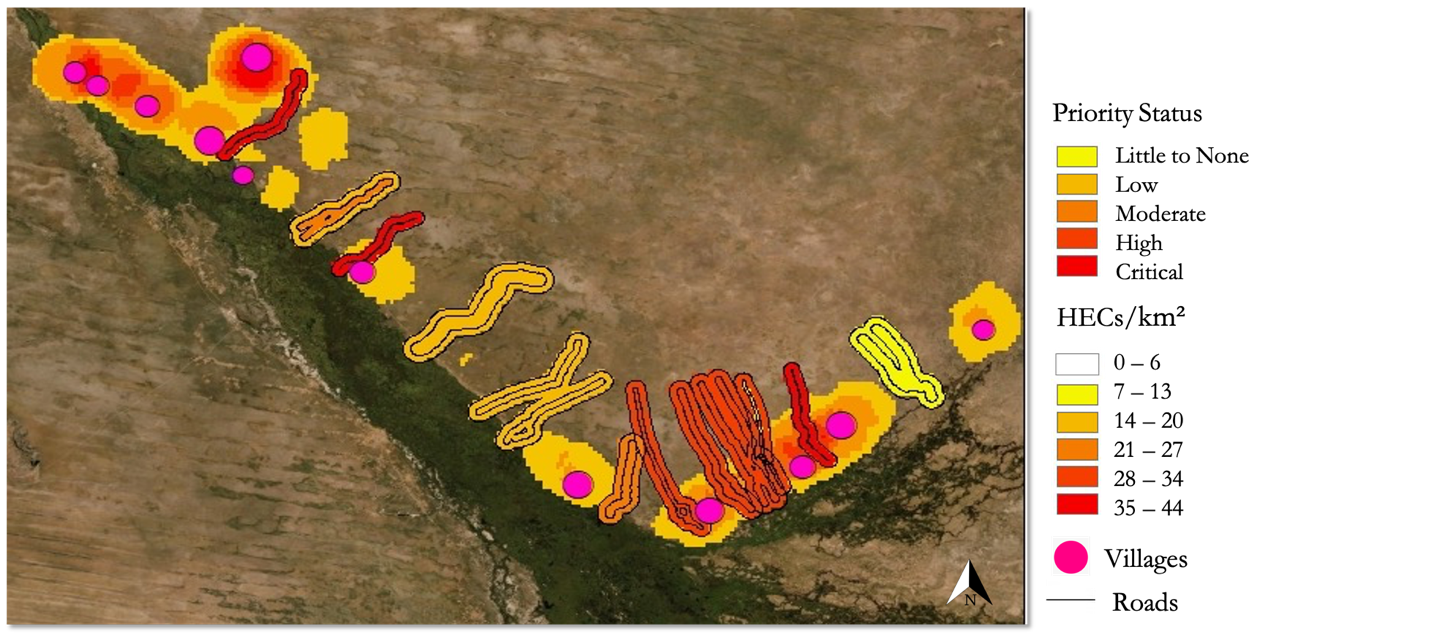 Priority Status
Little to None
Low
Moderate
High
Critical
HECs/km²
0 – 6
7 – 13
14 – 20
21 – 27
28 – 34
35 – 44
Villages
N
Roads